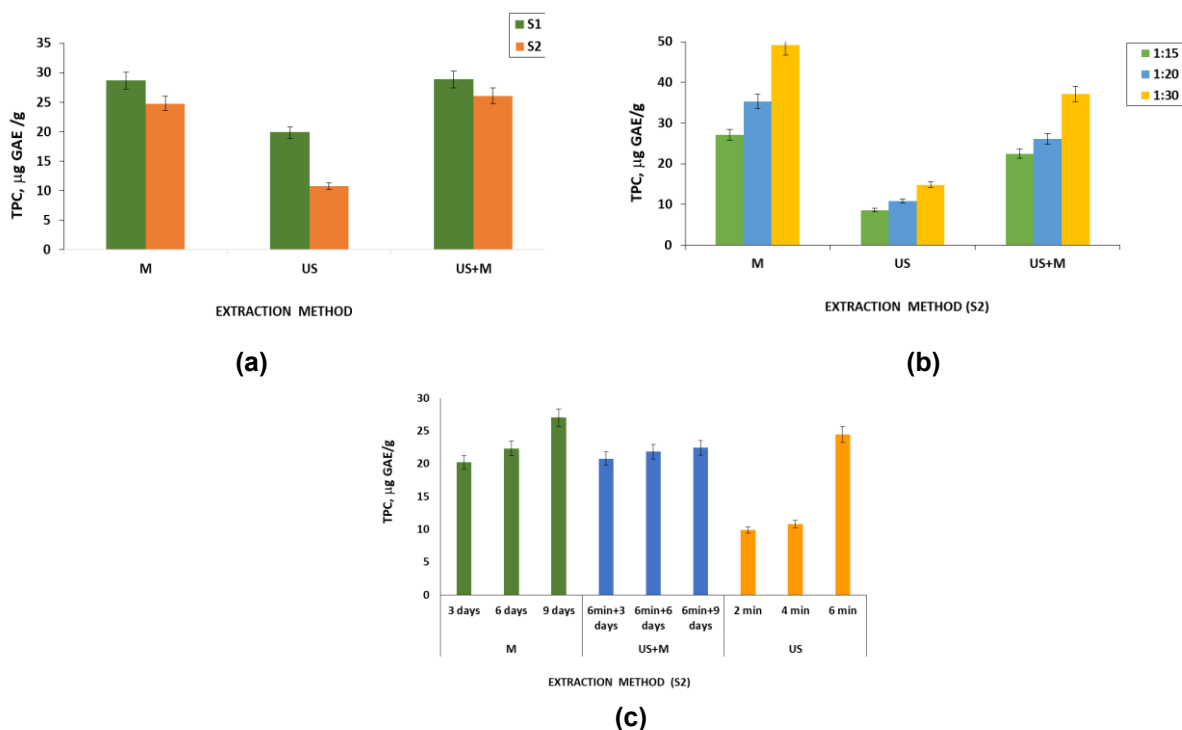 S1
S2
TPC, µg GAE /g
35
30
25
20
15
10
5
0
M US US+M
EXTRACTION METHOD
(a)
1:15
1:20
1:30
TPC, µg GAE/g
50
40
30
20
10
0
M US US+M
EXTRACTION METHOD (S2)
(b)
TPC, µg GAE/g
30
25
20
15
10
5
0
3 days 6 days 9 days 6min+3 6min+6 6min+9 2 min 4 min 6 min
days days days
M US+M US
EXTRACTION METHOD (S2)
(c)